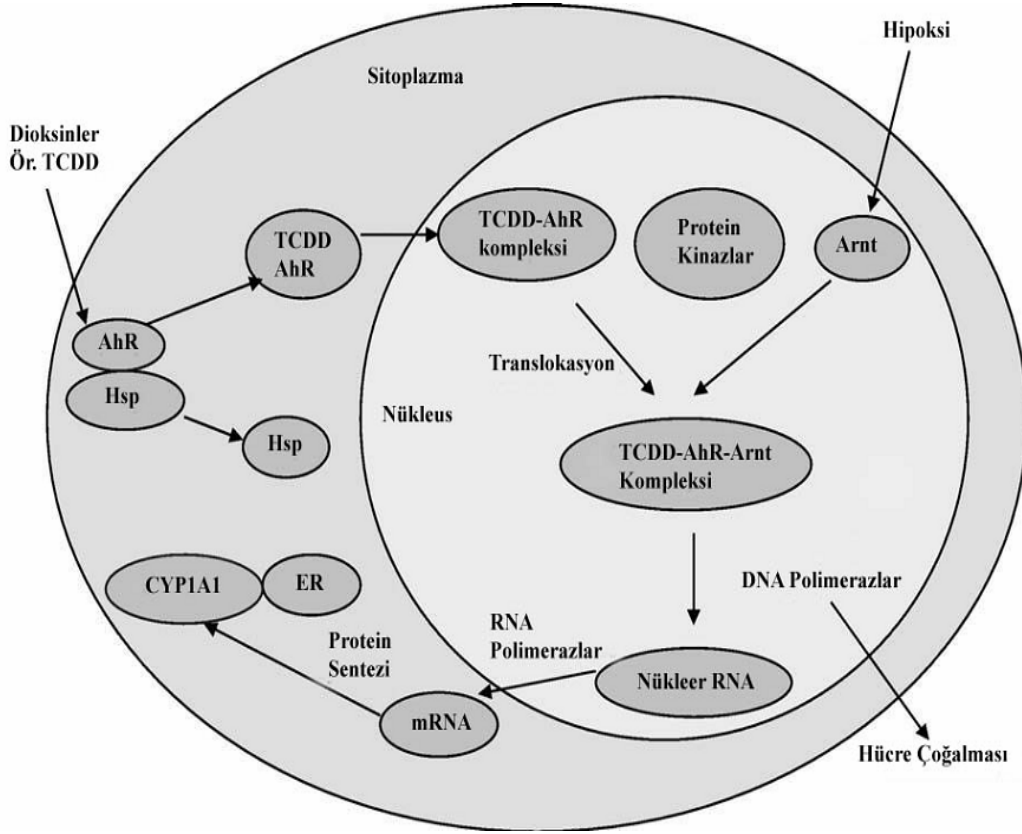 Hipoksi
Sitoplazma
Dioksinler
Ör. TCDD
TCDD
AhR
TCDD-AhR
kompleksi
Protein
Kinazlar
Arnt
AhR
Hsp
Translokasyon
Nükleus
Hsp
TCDD-AhR-Arnt
Kompleksi
CYP1A1
ER
DNA Polimerazlar
Protein
Sentezi
RNA
Polimerazlar
Nükleer RNA
mRNA
Hücre Çoğalması